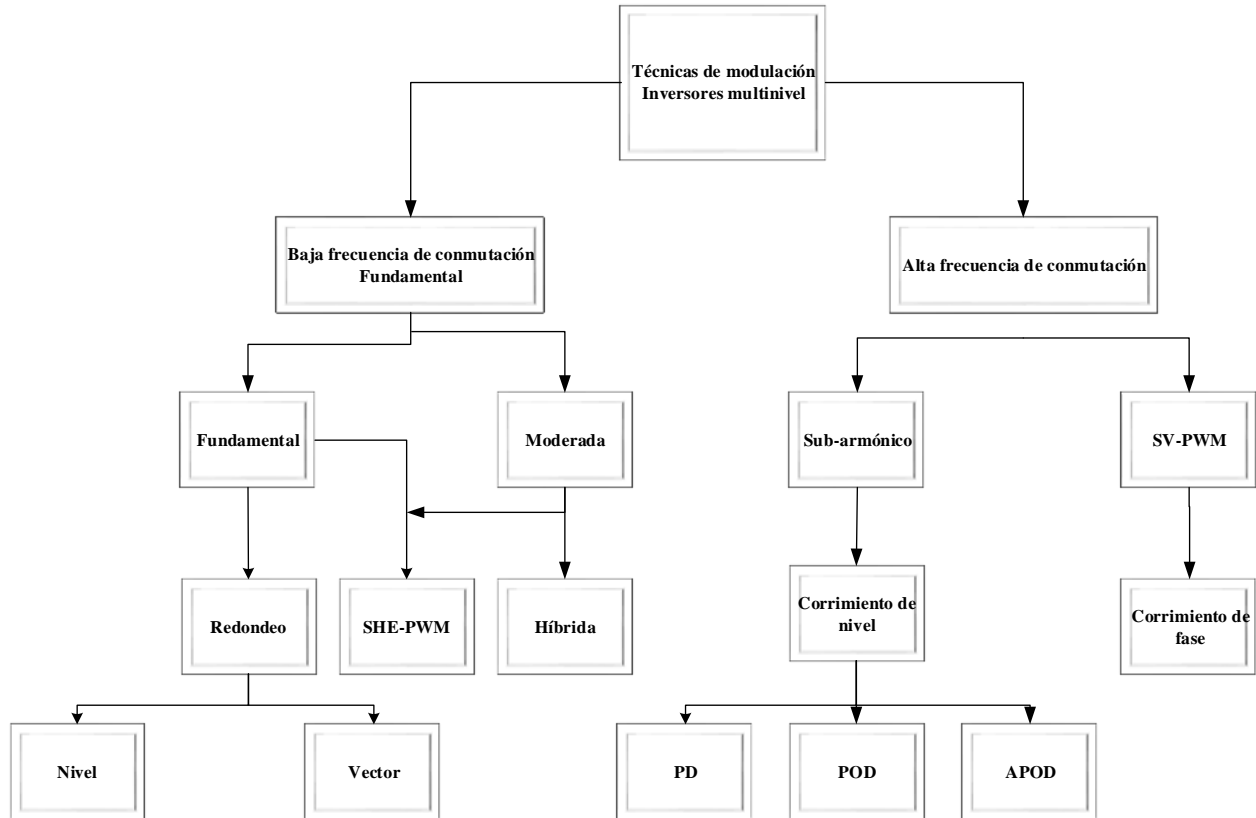 Técnicas de modulación
Inversores multinivel
Baja frecuencia de conmutación
Fundamental
Alta frecuencia de conmutación
Fundamental
Moderada
Sub-armónico
SV-PWM
Redondeo
SHE-PWM
Híbrida
Corrimiento de
nivel
Corrimiento de
fase
Nivel
Vector
PD
POD
APOD